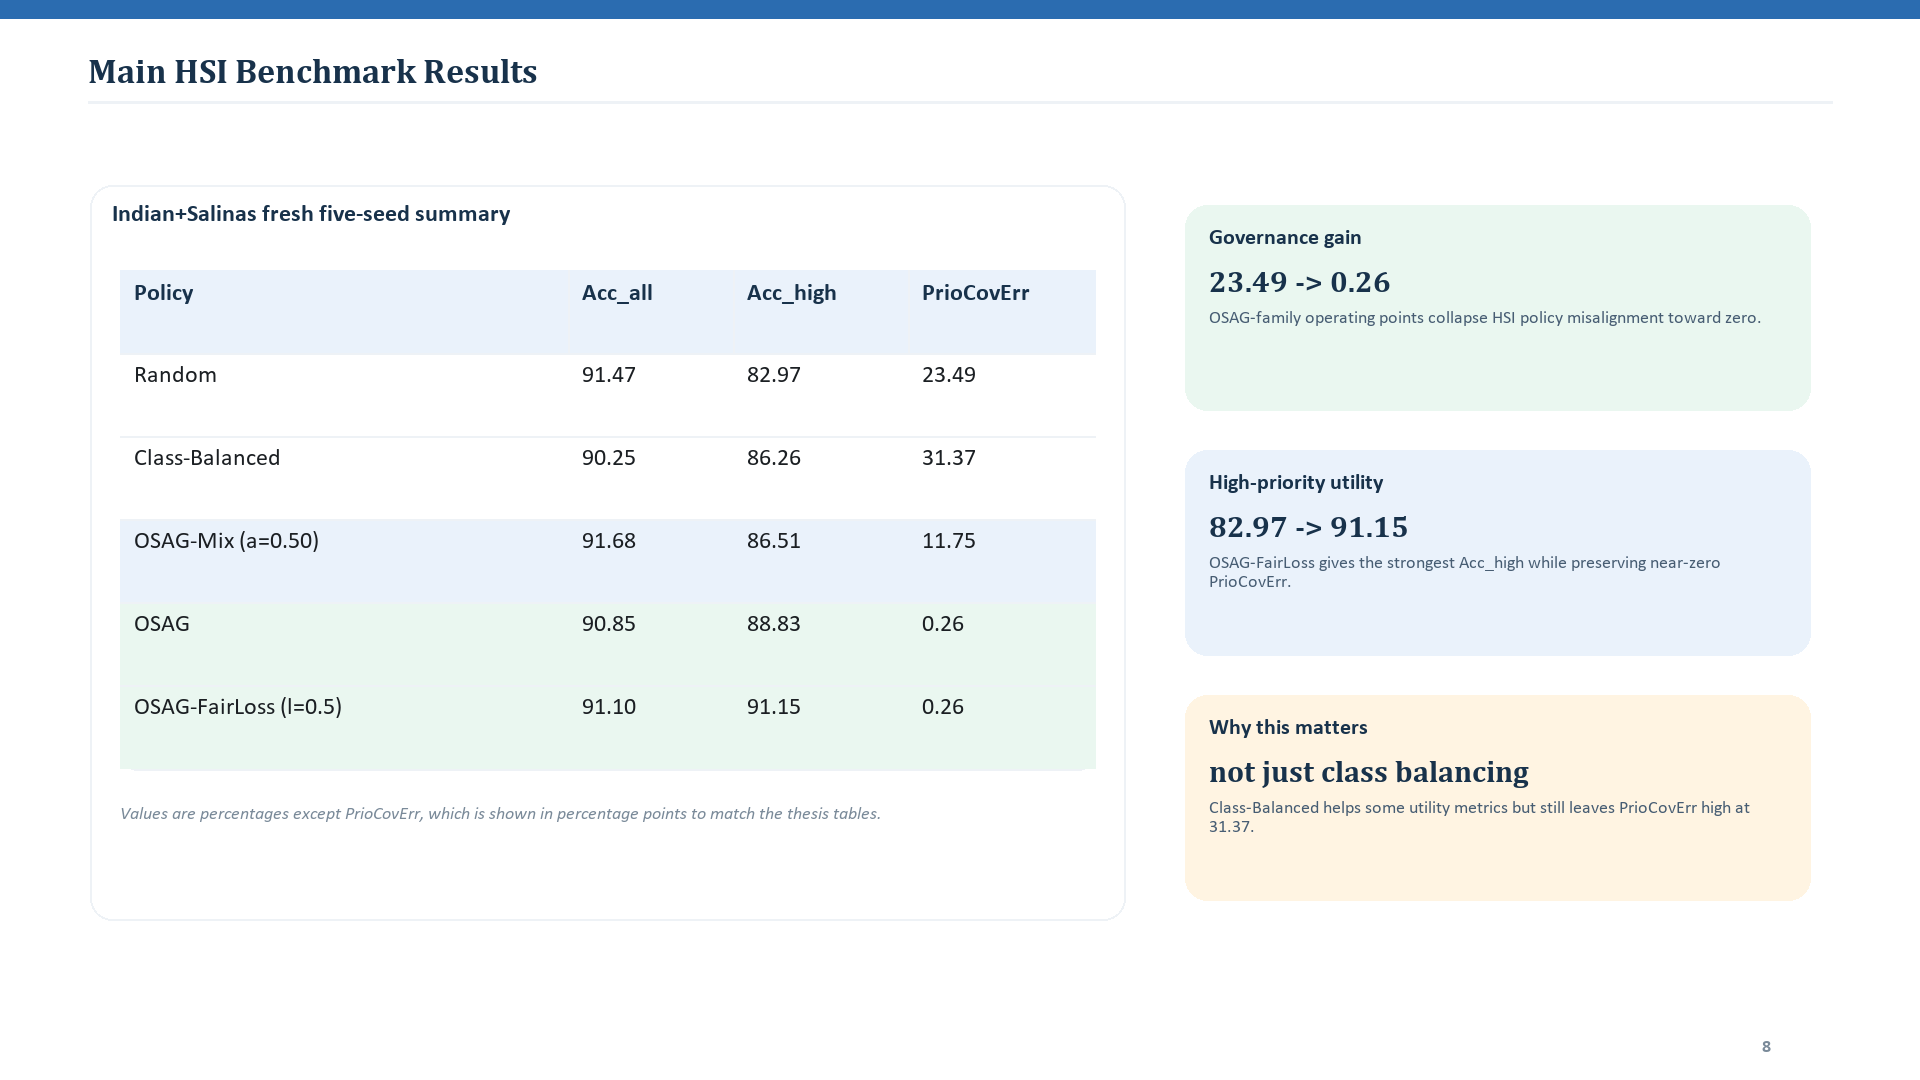 Main HSI Benchmark Results
Indian+Salinas fresh five-seed summary
Policy Acc_all Acc_high PrioCovErr
Random 91.47 82.97 23.49
Class-Balanced 90.25 86.26 31.37
OSAG-Mix (a=0.50) 91.68 86.51 11.75
OSAG 90.85 88.83 0.26
OSAG-FairLoss (l=0.5) 91.10 91.15 0.26
Values are percentages except PrioCovErr, which is shown in percentage points to match the thesis tables.
Governance gain
23.49 -> 0.26
OSAG-family operating points collapse HSI policy misalignment toward zero.
High-priority utility
82.97 -> 91.15
OSAG-FairLoss gives the strongest Acc_high while preserving near-zero
PrioCovErr.
Why this matters
not just class balancing
Class-Balanced helps some utility metrics but still leaves PrioCovErr high at
31.37.
8